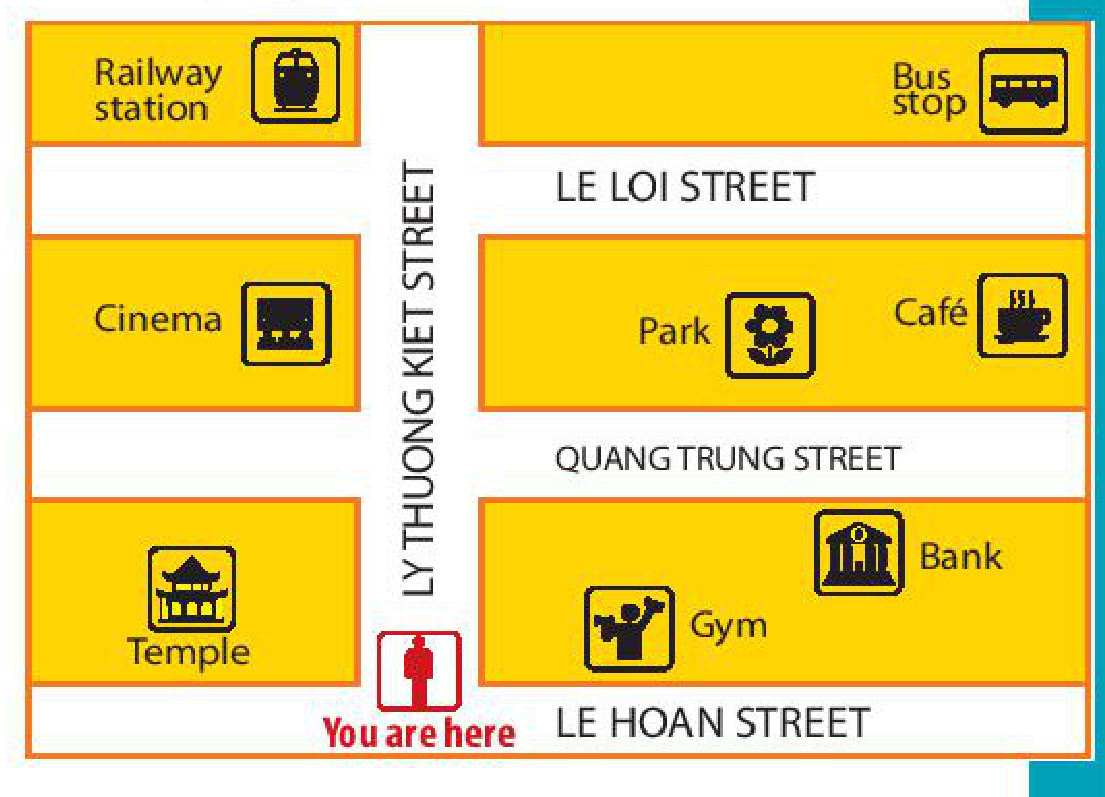 Railway
station
Bus
stop
LE LOI STREET
LY THUONG KIET STREET
Cinema
Park
Café
QUANG TRUNG STREET
Temple
Bank
Gym
You are here
LE HOAN STREET